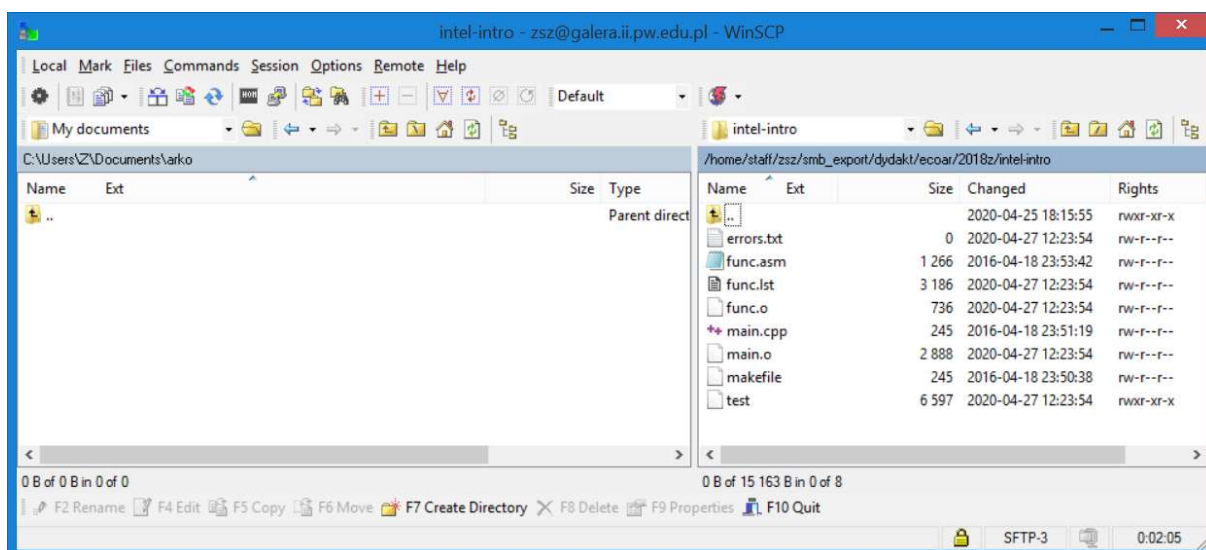 intel-intro - zsz@galera.ii.pw.edu.pl - WinSCP
Local Mark Files Commands Session Options Remote Help
Default
My documents
intel-intro
C:\Users\Z\Documents\arko
/home/staff/zsz/smb_export/dydakt/ecoar/2018z/intel-intro
Name Ext Size Type
Name Ext Size Changed Rights
.. Parent direct
.. 2020-04-25 18:15:55 rwxr-xr-x
errors.txt 0 2020-04-27 12:23:54 rw-r--r--
func.asm 1 266 2016-04-18 23:53:42 rw-r--r--
func.lst 3 186 2020-04-27 12:23:54 rw-r--r--
func.o 736 2020-04-27 12:23:54 rw-r--r--
main.cpp 245 2016-04-18 23:51:19 rw-r--r--
main.o 2 888 2020-04-27 12:23:54 rw-r--r--
makefile 245 2016-04-18 23:50:38 rw-r--r--
test 6 597 2020-04-27 12:23:54 rwxr-xr-x
0 B of 0 B in 0 of 0
0 B of 15 163 B in 0 of 8
F2 Rename F4 Edit F5 Copy F6 Move F7 Create Directory F8 Delete F9 Properties F10 Quit
SFTP-3 0:02:05